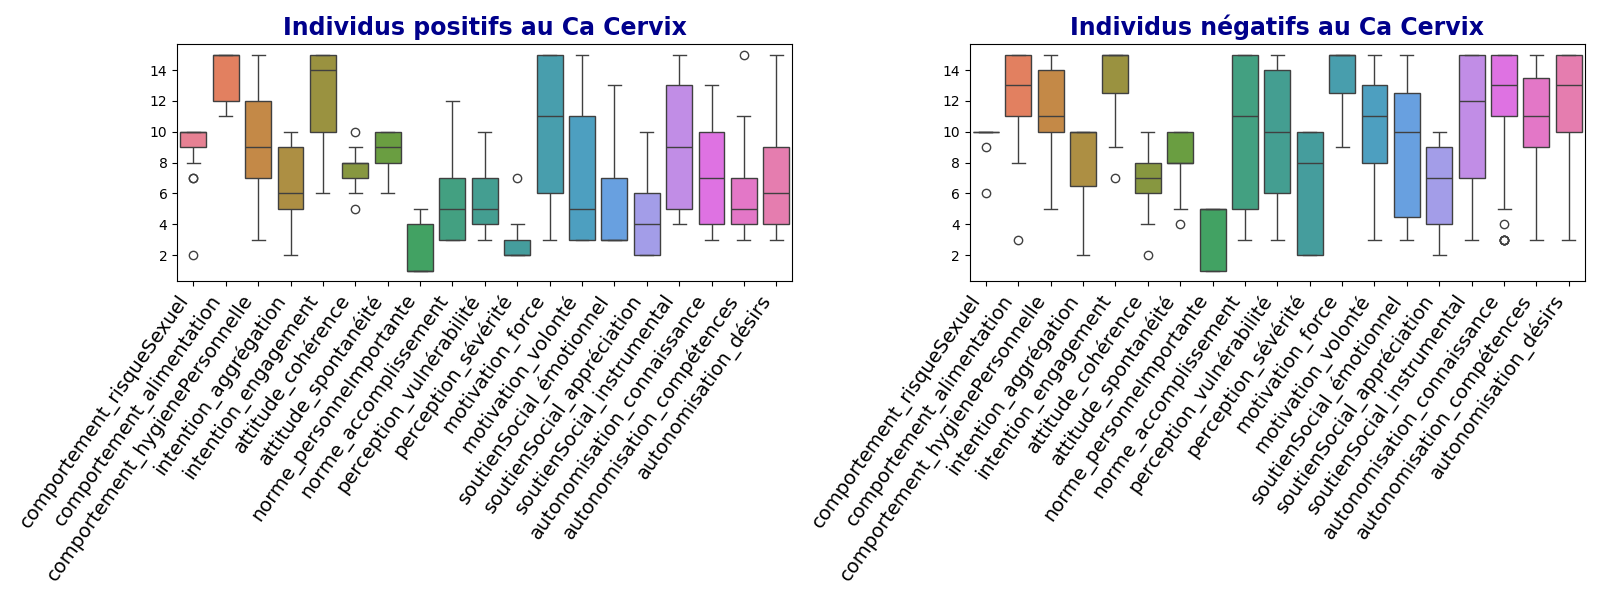 Individus positifs au Ca Cervix
14
12
10
8
6
4
2
comportement_risqueSexuel
comportement_alimentation
comportement_hygienePersonnelle
intention_aggrégation
intention_engagement
attitude_cohérence
attitude_spontanéité
norme_personneImportante
norme_accomplissement
perception_vulnérabilité
perception_sévérité
motivation_force
motivation_volonté
soutienSocial_émotionnel
soutienSocial_appréciation
soutienSocial_instrumental
autonomisation_connaissance
autonomisation_compétences
autonomisation_désirs
Individus négatifs au Ca Cervix
14
12
10
8
6
4
2
comportement_risqueSexuel
comportement_alimentation
comportement_hygienePersonnelle
intention_aggrégation
intention_engagement
attitude_cohérence
attitude_spontanéité
norme_personneImportante
norme_accomplissement
perception_vulnérabilité
perception_sévérité
motivation_force
motivation_volonté
soutienSocial_émotionnel
soutienSocial_appréciation
soutienSocial_instrumental
autonomisation_connaissance
autonomisation_compétences
autonomisation_désirs